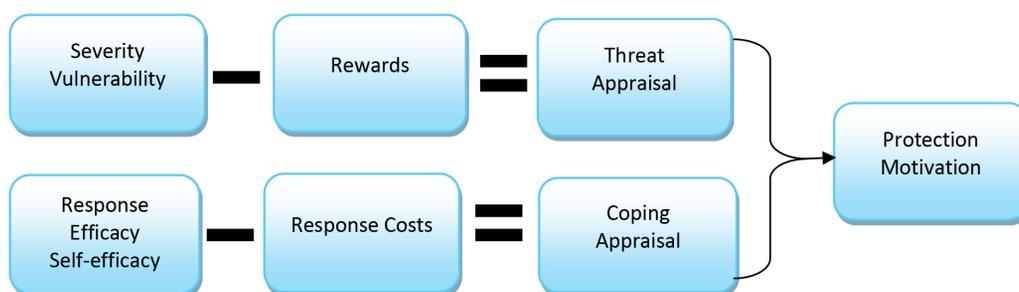 Severity
Vulnerability
Rewards
Threat
Appraisal
Protection
Motivation
Response
Efficacy
Self-efficacy
Response Costs
Coping
Appraisal